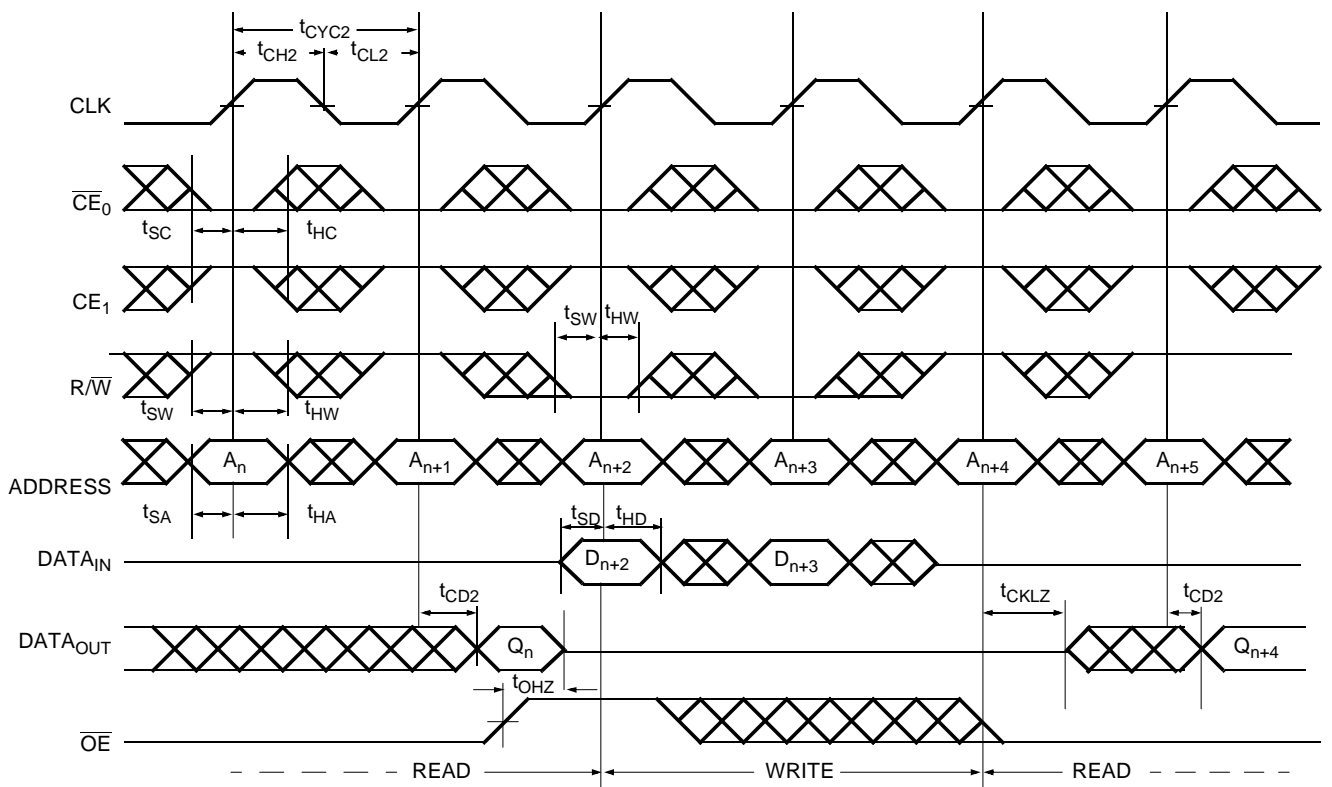 tCYC2
tCH2 tCL2
CLK
CE0
tSC tHC
CE1
tSW tHW
R/W
tSW tHW
An An+1 An+2 An+3 An+4 An+5
ADDRESS
tSA tHA
tSD tHD
DATAIN
Dn+2 Dn+3
tCD2 tCKLZ tCD2
DATAOUT
Qn Qn+4
tOHZ
OE
READ WRITE READ